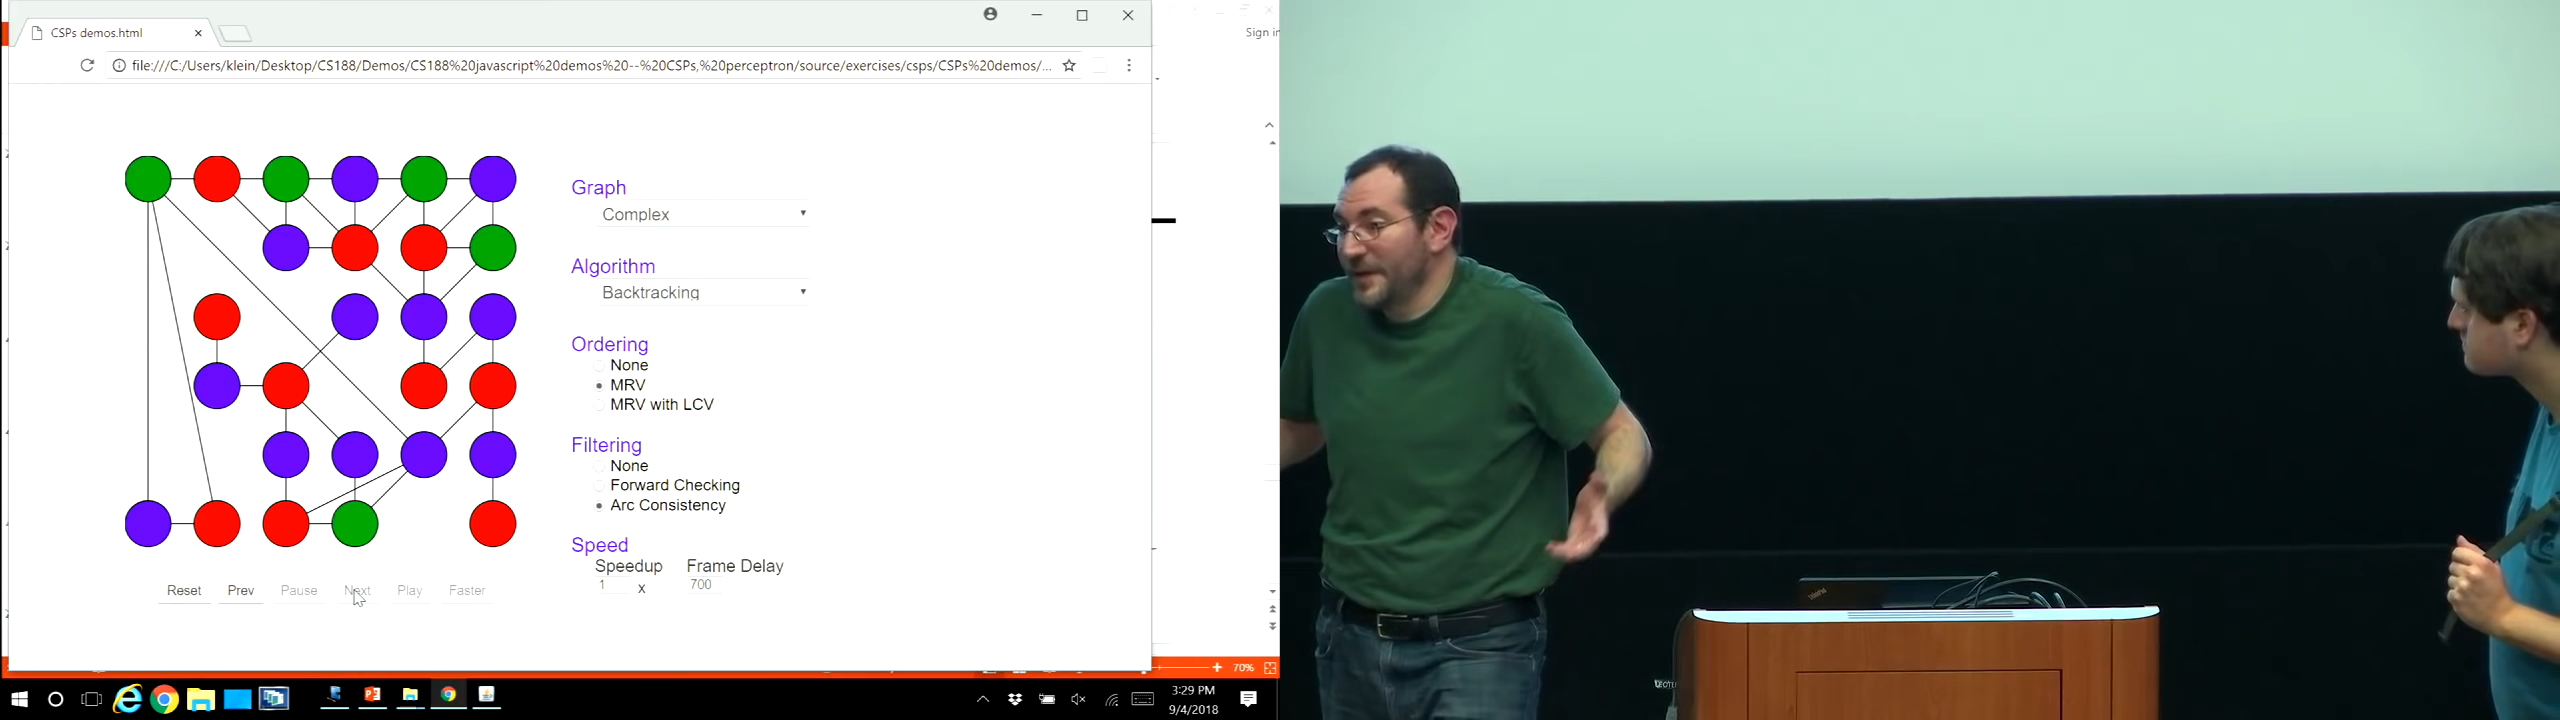 CSPs demos.html
Sign in
file:///C:/Users/klein/Desktop/CS188/Demos/CS188%20javascript%20demos%20--%20CSPs,%20perceptron/source/exercises/csps/CSPs%20demos/...
Graph
Complex
Algorithm
Backtracking
Ordering
None
MRV
MRV with LCV
Filtering
None
Forward Checking
Arc Consistency
Speed
Speedup Frame Delay
1 x 700
Reset Prev Pause Next Play Faster
70%
3:29 PM
9/4/2018
ThinkPad